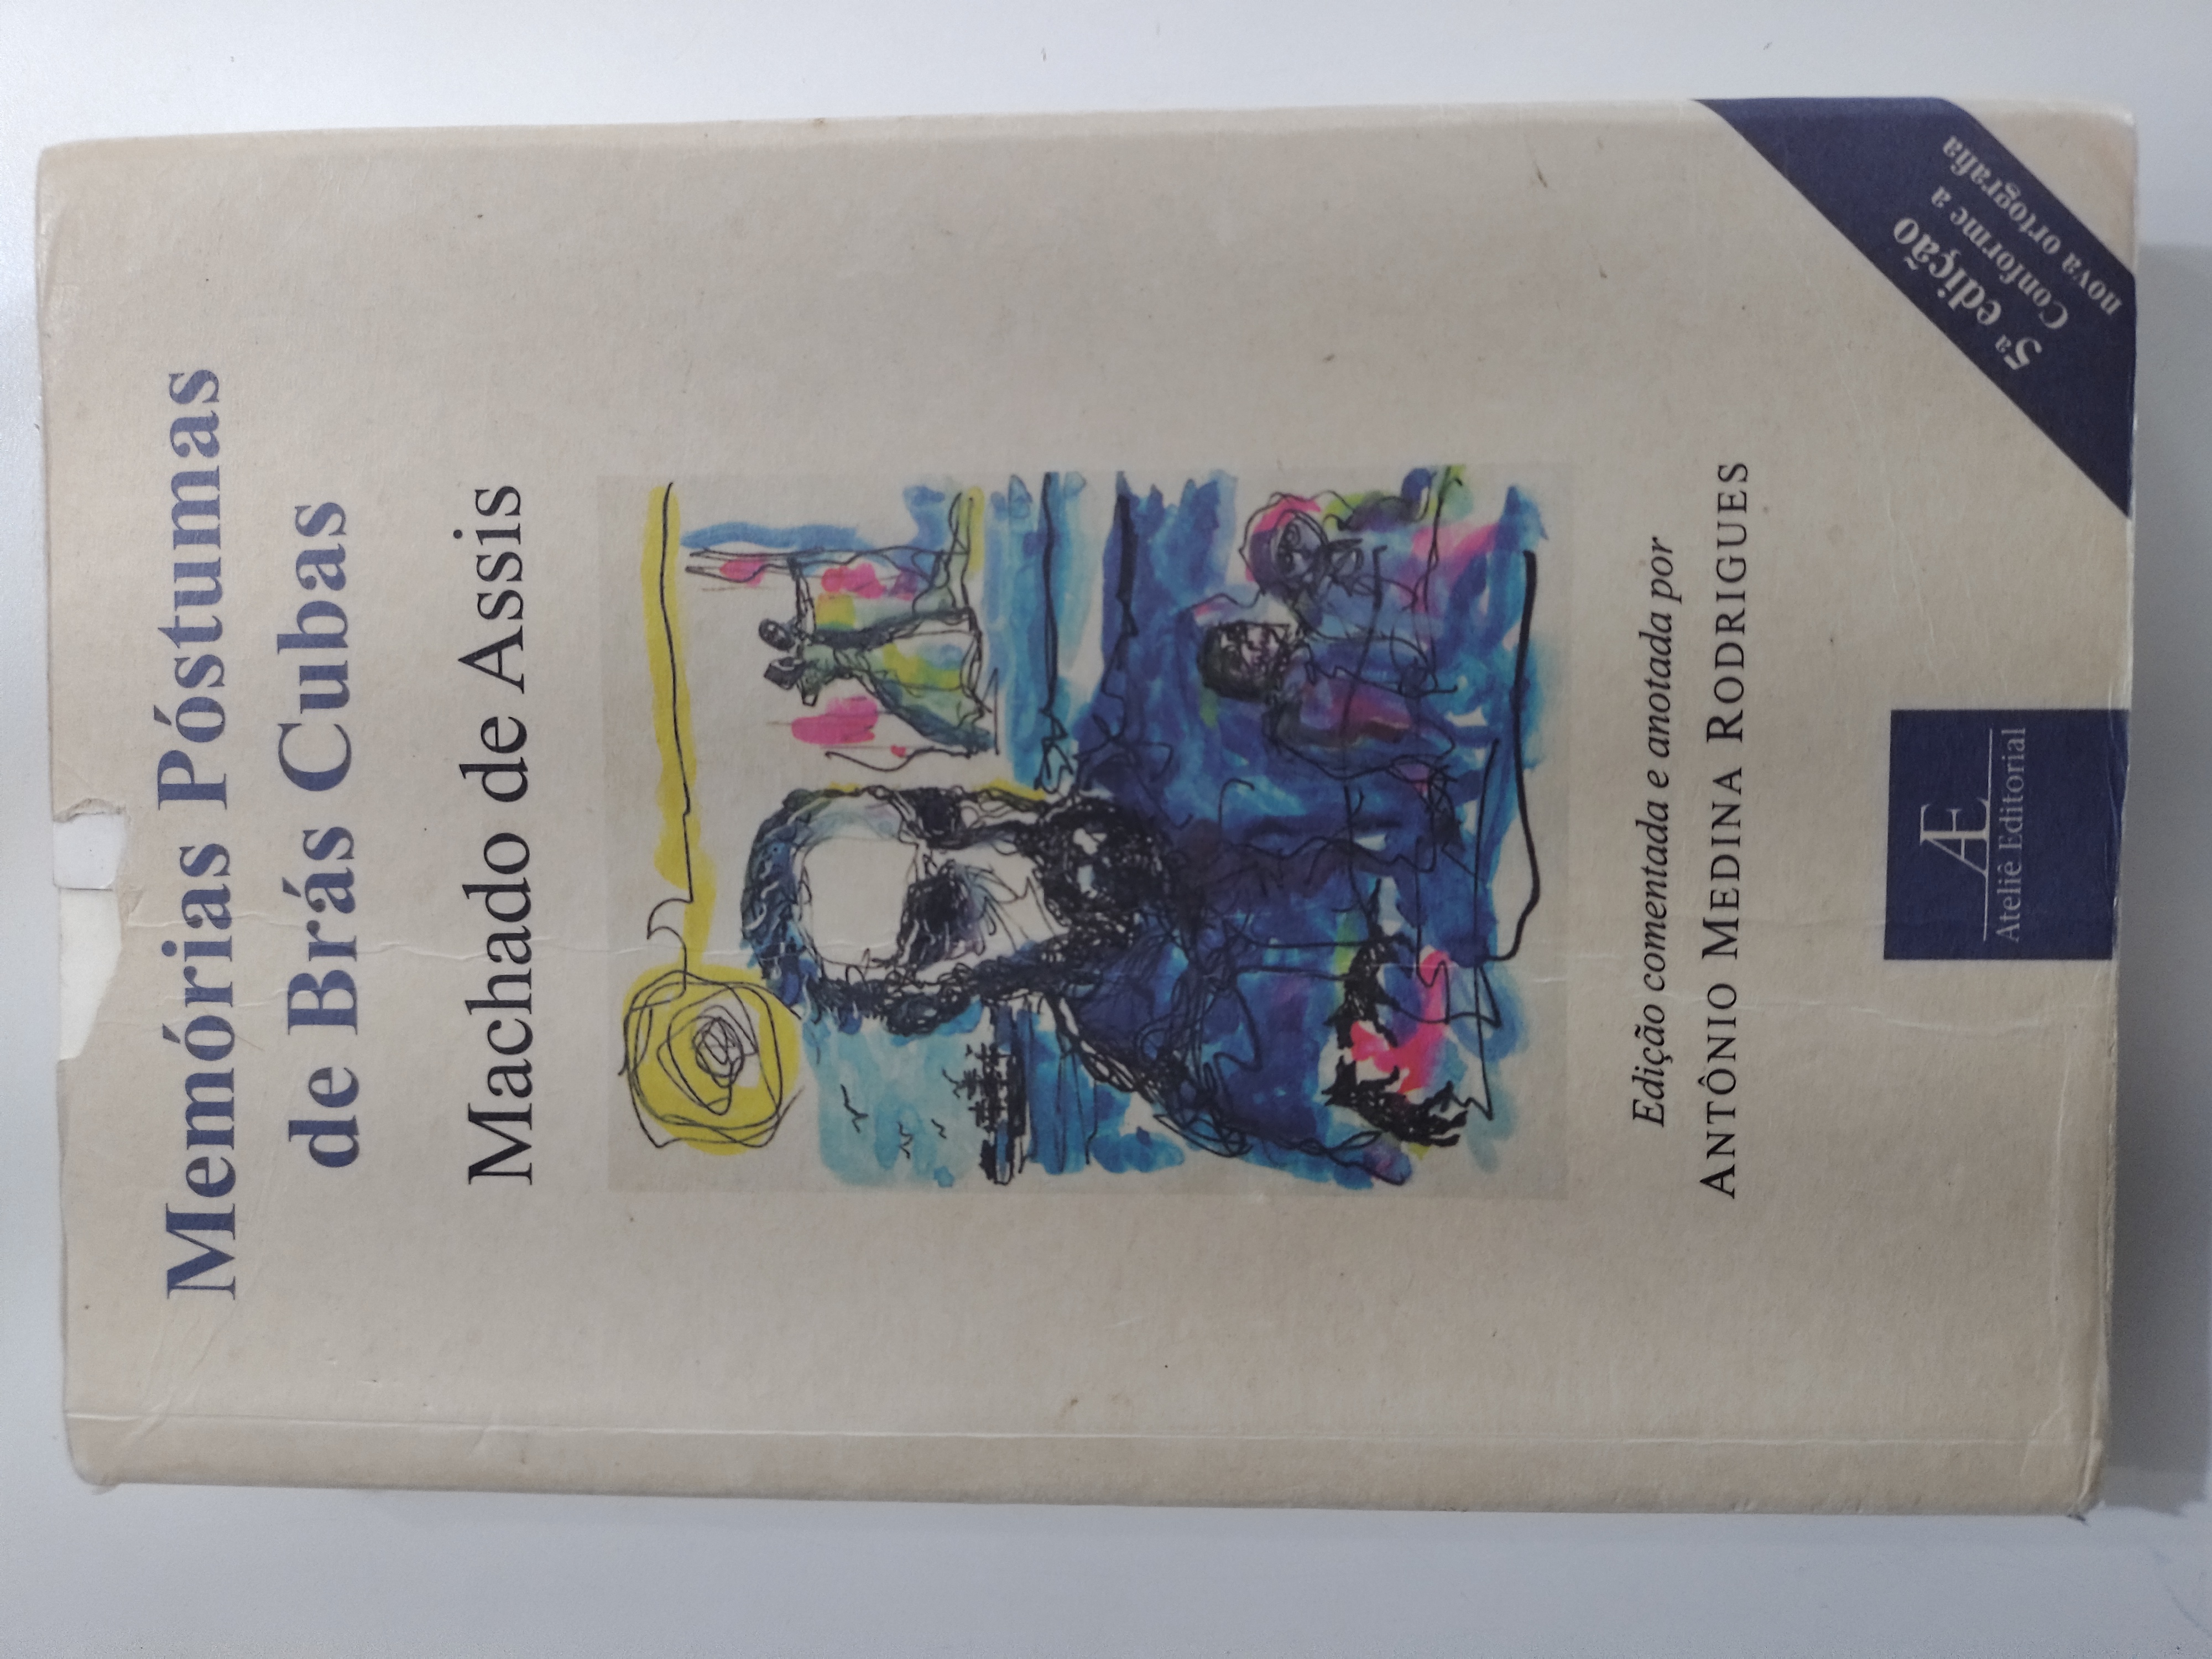 Memórias Póstumas
de Brás Cubas
Machado de Assis
Edição comentada e anotada por
ANTÔNIO MEDINA RODRIGUES
Æ
Ateliê Editorial
5ª edição
Conforme a
nova ortografia